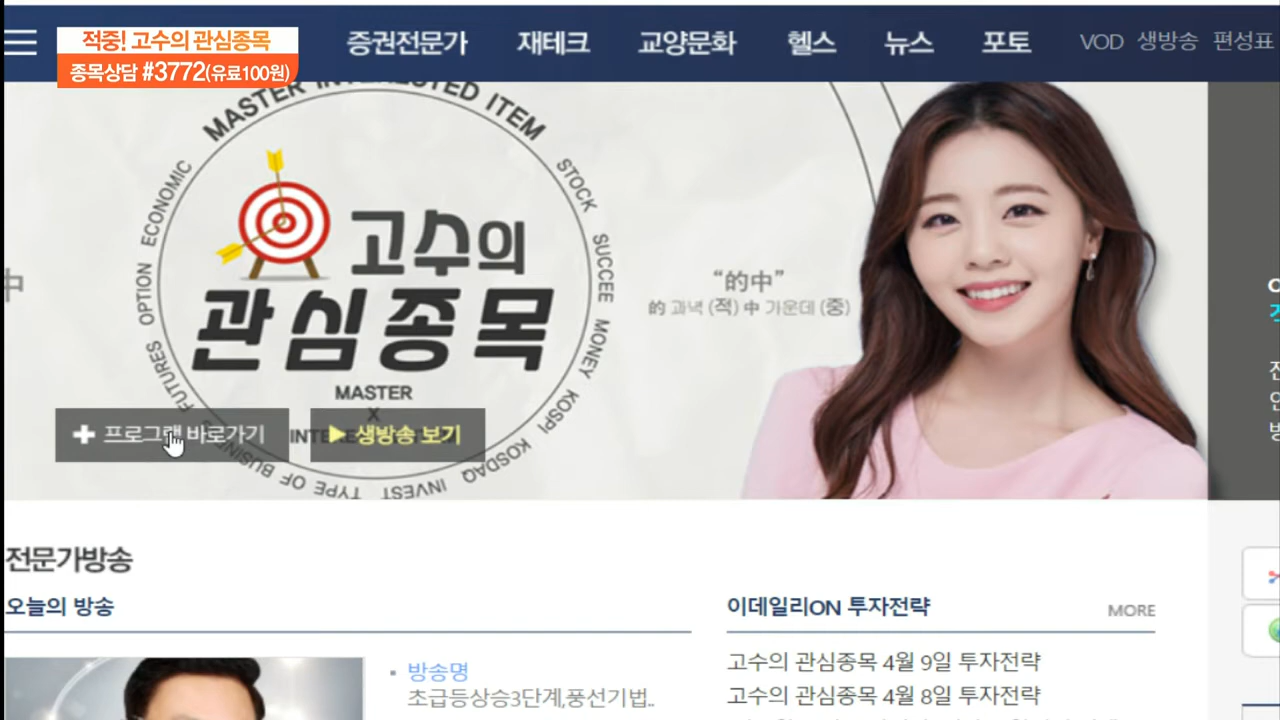 적중! 고수의 관심종목
종목상담 #3772(유료100원)
증권전문가 재테크 교양문화 헬스 뉴스 포토 VOD 생방송 편성표
MASTER INTERESTED ITEM
STOCK SUCCEE MONEY KOSPI KOSDAQ INVEST TYPE OF BUSINE FUTURES OPTION ECONOMIC
고수의
관심종목
MASTER
X
INTE
中
“的中”
的 과녁 (적) 中 가운데 (중)
프로그램 바로가기
생방송 보기
전문가방송
오늘의 방송
방송명
초급등상승3단계,풍선기법..
이데일리ON 투자전략 MORE
고수의 관심종목 4월 9일 투자전략
고수의 관심종목 4월 8일 투자전략